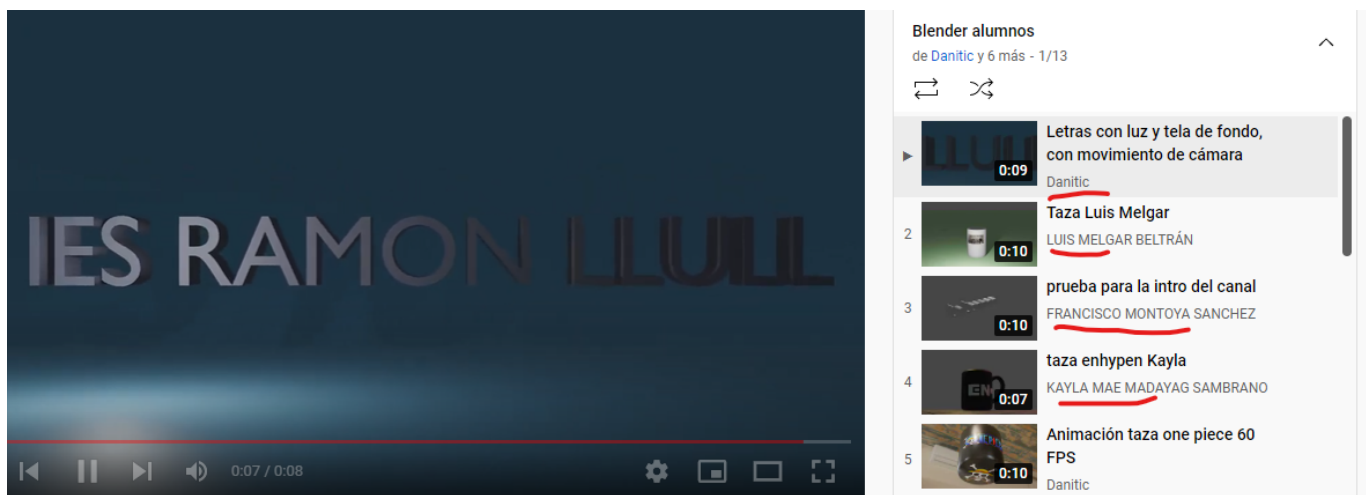 IES RAMON LLULL
0:07 / 0:08
Blender alumnos
de Danitic y 6 más - 1/13
LLUL
0:09
Letras con luz y tela de fondo,
con movimiento de cámara
Danitic
2
0:10
Taza Luis Melgar
LUIS MELGAR BELTRÁN
3
0:10
prueba para la intro del canal
FRANCISCO MONTOYA SANCHEZ
4
EN
0:07
taza enhypen Kayla
KAYLA MAE MADAYAG SAMBRANO
5
0:10
Animación taza one piece 60
FPS
Danitic